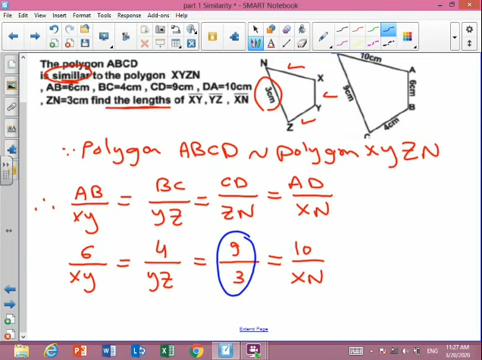 part 1 Similarity * - SMART Notebook
File Edit View Insert Format Tools Add-ons Response Help
The polygon ABCD
is simillar to the polygon XYZN
, AB=6cm , BC=4cm , CD=9cm , DA=10cm
, ZN=3cm find the lengths of XY,YZ , XN
N
X
Y
Z
3cm
10cm
A
6cm
B
4cm
C
9cm
∵ Polygon ABCD ~ polygon XYZN
∴ AB/XY = BC/YZ = CD/ZN = AD/XN
6/XY = 4/YZ = 9/3 = 10/XN
Extend Page
ENG
11:27 AM
3/20/2020